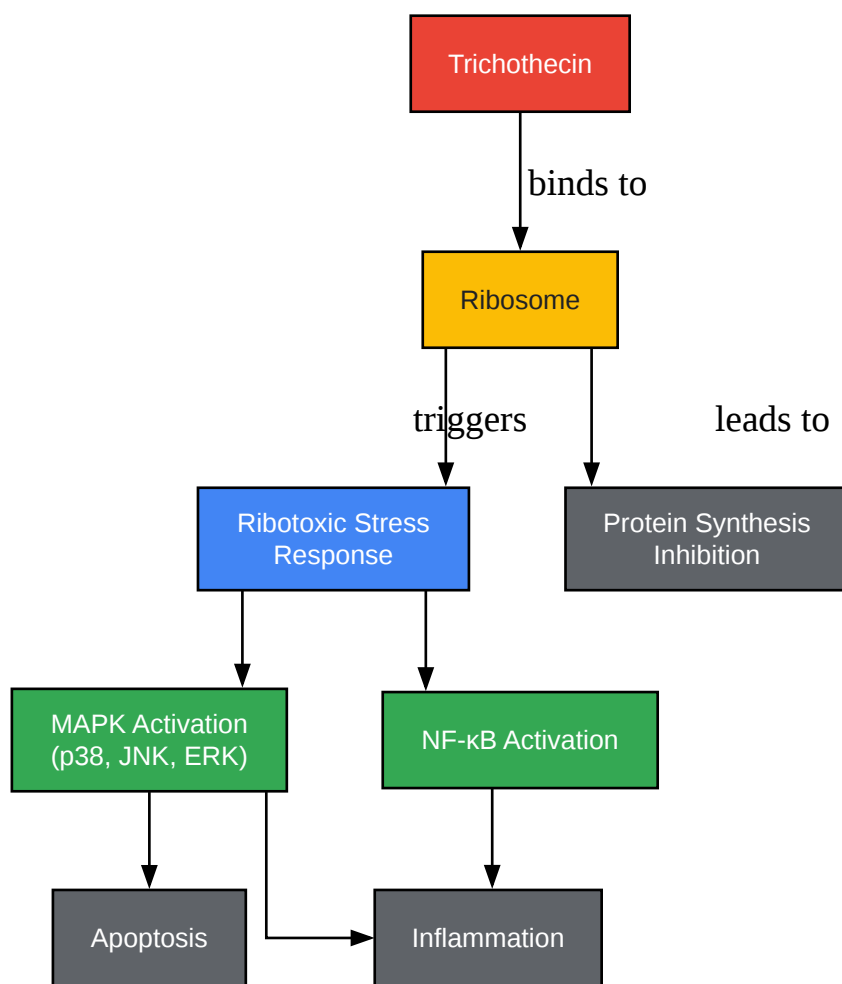 Trichothecin
binds to
Ribosome
triggers
leads to
Ribotoxic Stress
Response
Protein Synthesis
Inhibition
MAPK Activation
(p38, JNK, ERK)
NF-κB Activation
Apoptosis
Inflammation